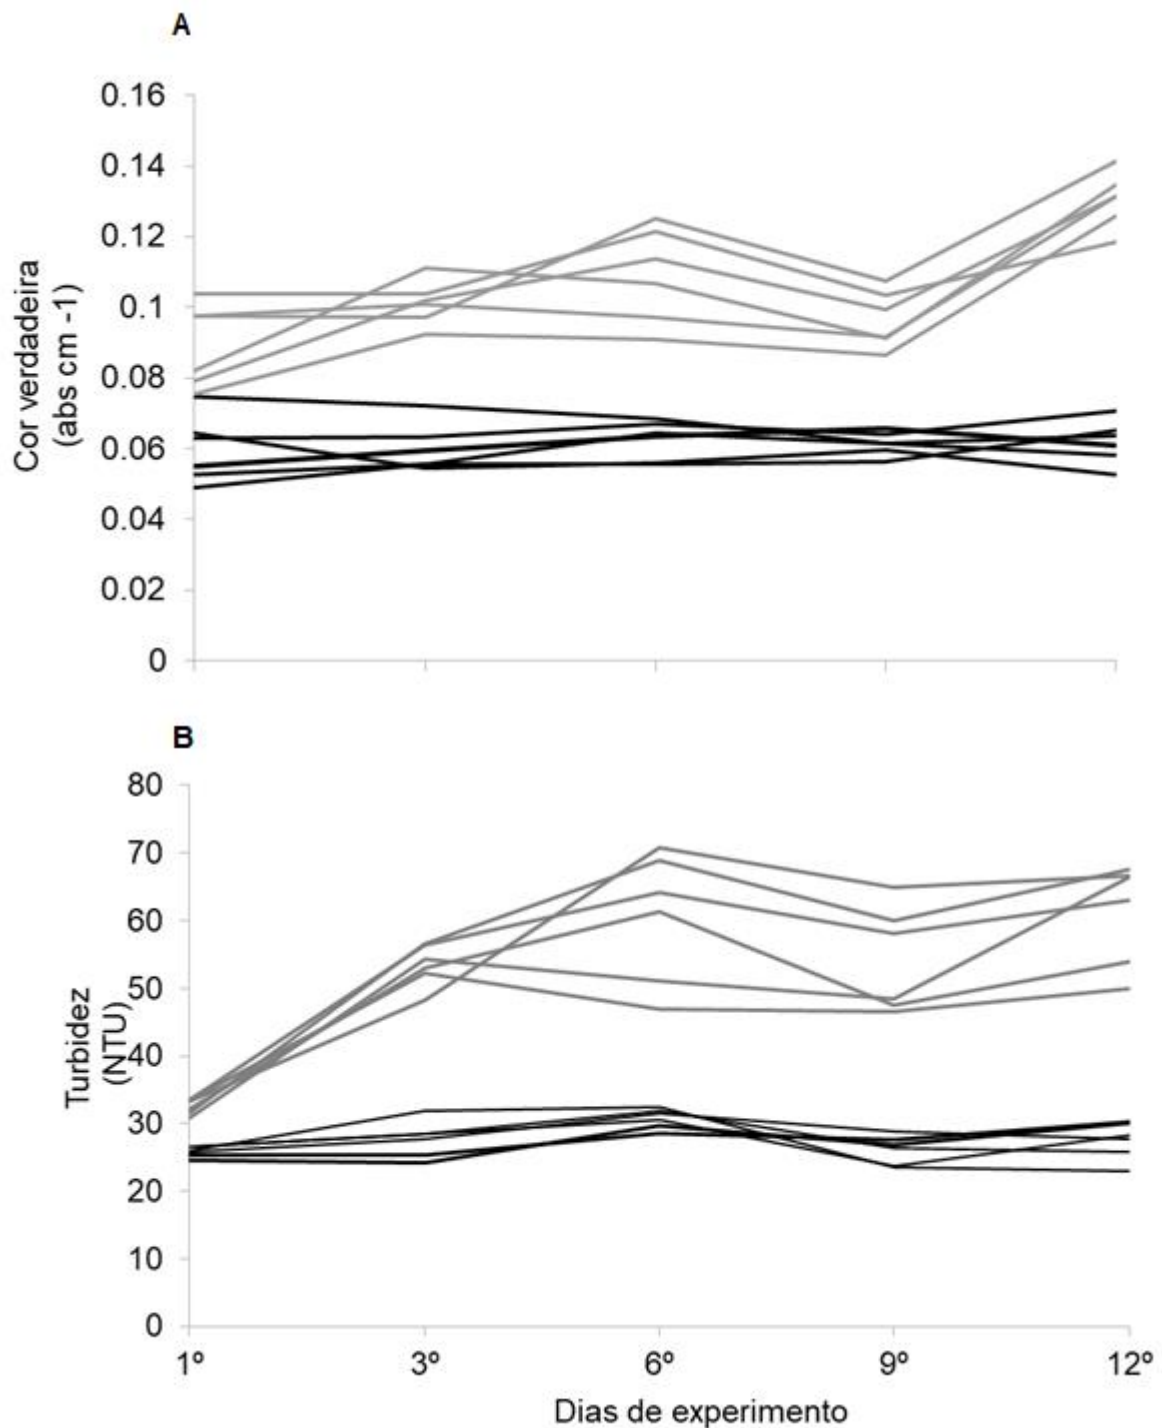 A
0.16
0.14
0.12
0.1
0.08
0.06
0.04
0.02
0
Cor verdadeira
(abs cm -1)
B
80
70
60
50
40
30
20
10
0
Turbidez
(NTU)
1º 3º 6º 9º 12º
Dias de experimento